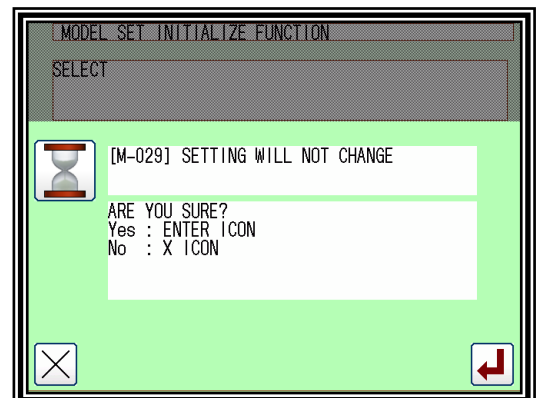 MODEL SET INITIALIZE FUNCTION
SELECT
[M-029] SETTING WILL NOT CHANGE
ARE YOU SURE?
Yes : ENTER ICON
No : X ICON